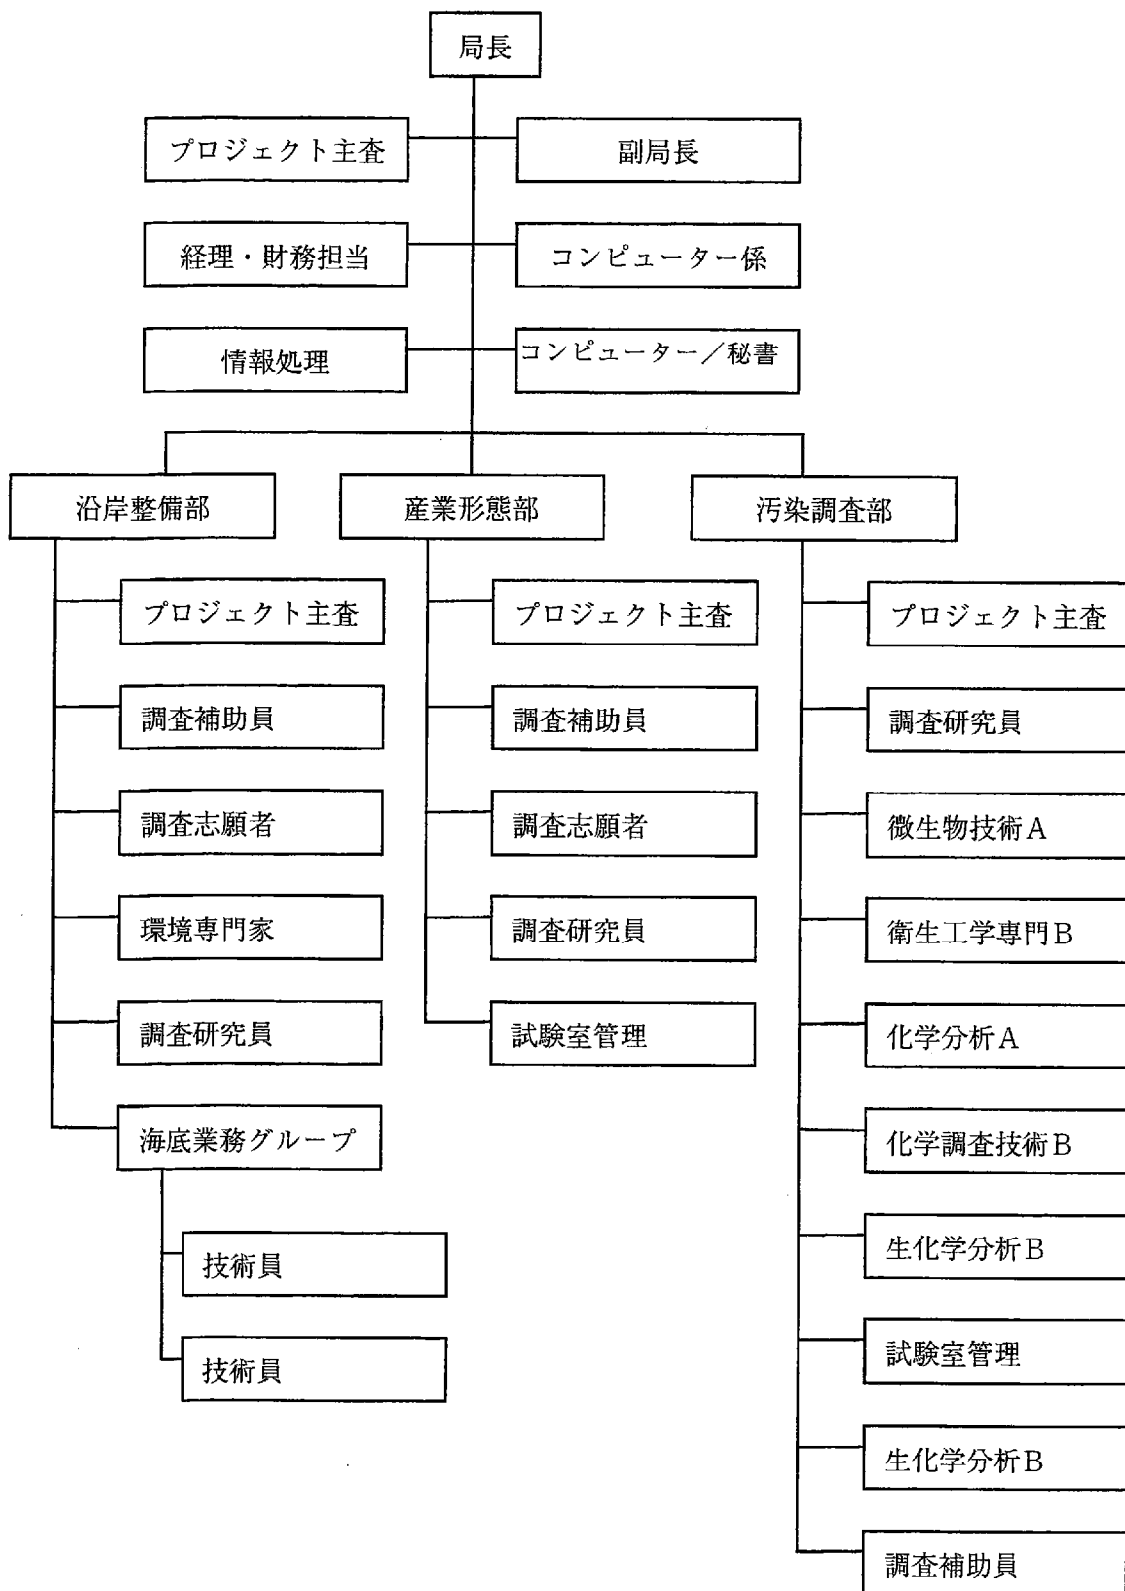 局長
プロジェクト主査
副局長
経理・財務担当
コンピューター係
情報処理
コンピューター／秘書
沿岸整備部
産業形態部
汚染調査部
プロジェクト主査
調査補助員
調査志願者
環境専門家
調査研究員
海底業務グループ
技術員
技術員
プロジェクト主査
調査補助員
調査志願者
調査研究員
試験室管理
プロジェクト主査
調査研究員
微生物技術A
衛生工学専門B
化学分析A
化学調査技術B
生化学分析B
試験室管理
生化学分析B
調査補助員